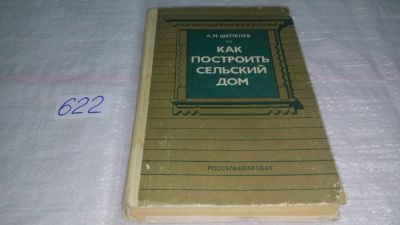 622
А. М. ШЕПЕЛЕВ
КАК
ПОСТРОИТЬ
СЕЛЬСКИЙ
ДОМ
РОССЕЛЬХОЗИЗДАТ